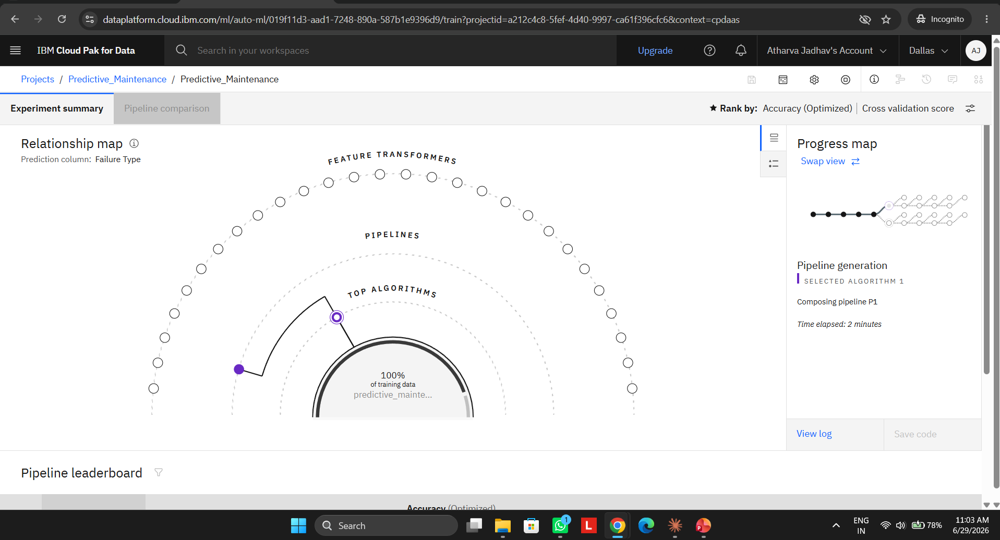 dataplatform.cloud.ibm.com/ml/auto-ml/019f11d3-aad1-7248-890a-587b1e9396d9/train?projectid=a212c4c8-5fef-4d40-9997-ca61f396cfc6&context=cpdaas
Incognito
IBM Cloud Pak for Data
Search in your workspaces
Upgrade
Atharva Jadhav's Account
Dallas
AJ
Projects / Predictive_Maintenance / Predictive_Maintenance
Experiment summary
Pipeline comparison
Rank by: Accuracy (Optimized) | Cross validation score
Relationship map
Prediction column: Failure Type
FEATURE TRANSFORMERS
PIPELINES
TOP ALGORITHMS
100%
of training data
predictive_mainte...
Progress map
Swap view
Pipeline generation
SELECTED ALGORITHM 1
Composing pipeline P1
Time elapsed: 2 minutes
View log
Save code
Pipeline leaderboard
Accuracy (Optimized)
Search
1
L
P
ENG
IN
78%
11:03 AM
6/29/2026